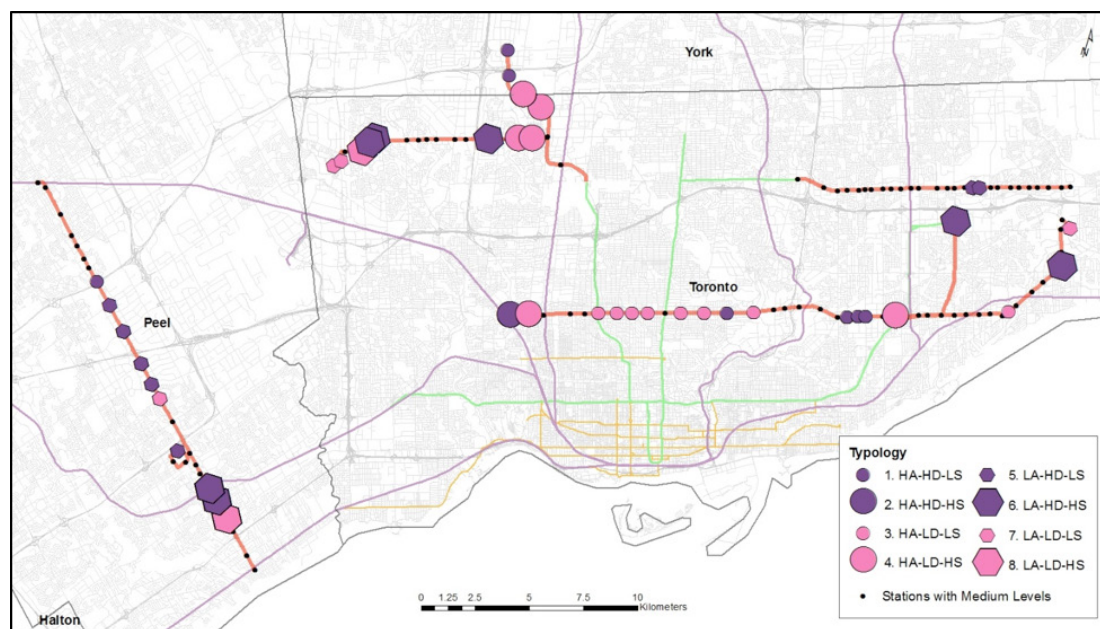 York
N
Peel
Toronto
Halton
0 1.25 2.5 5 7.5 10
Kilometers
Typology
1. HA-HD-LS
2. HA-HD-HS
3. HA-LD-LS
4. HA-LD-HS
5. LA-HD-LS
6. LA-HD-HS
7. LA-LD-LS
8. LA-LD-HS
Stations with Medium Levels